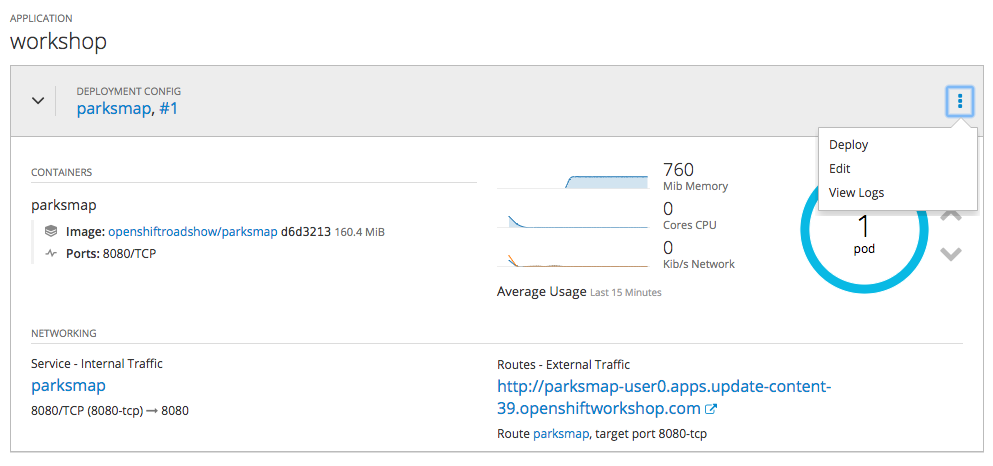 APPLICATION
workshop
DEPLOYMENT CONFIG
parksmap, #1
Deploy
Edit
View Logs
CONTAINERS
parksmap
Image: openshiftroadshow/parksmap d6d3213 160.4 MiB
Ports: 8080/TCP
760
Mib Memory
0
Cores CPU
0
Kib/s Network
Average Usage Last 15 Minutes
1
pod
NETWORKING
Service - Internal Traffic
parksmap
8080/TCP (8080-tcp) → 8080
Routes - External Traffic
http://parksmap-user0.apps.update-content-
39.openshiftworkshop.com
Route parksmap, target port 8080-tcp